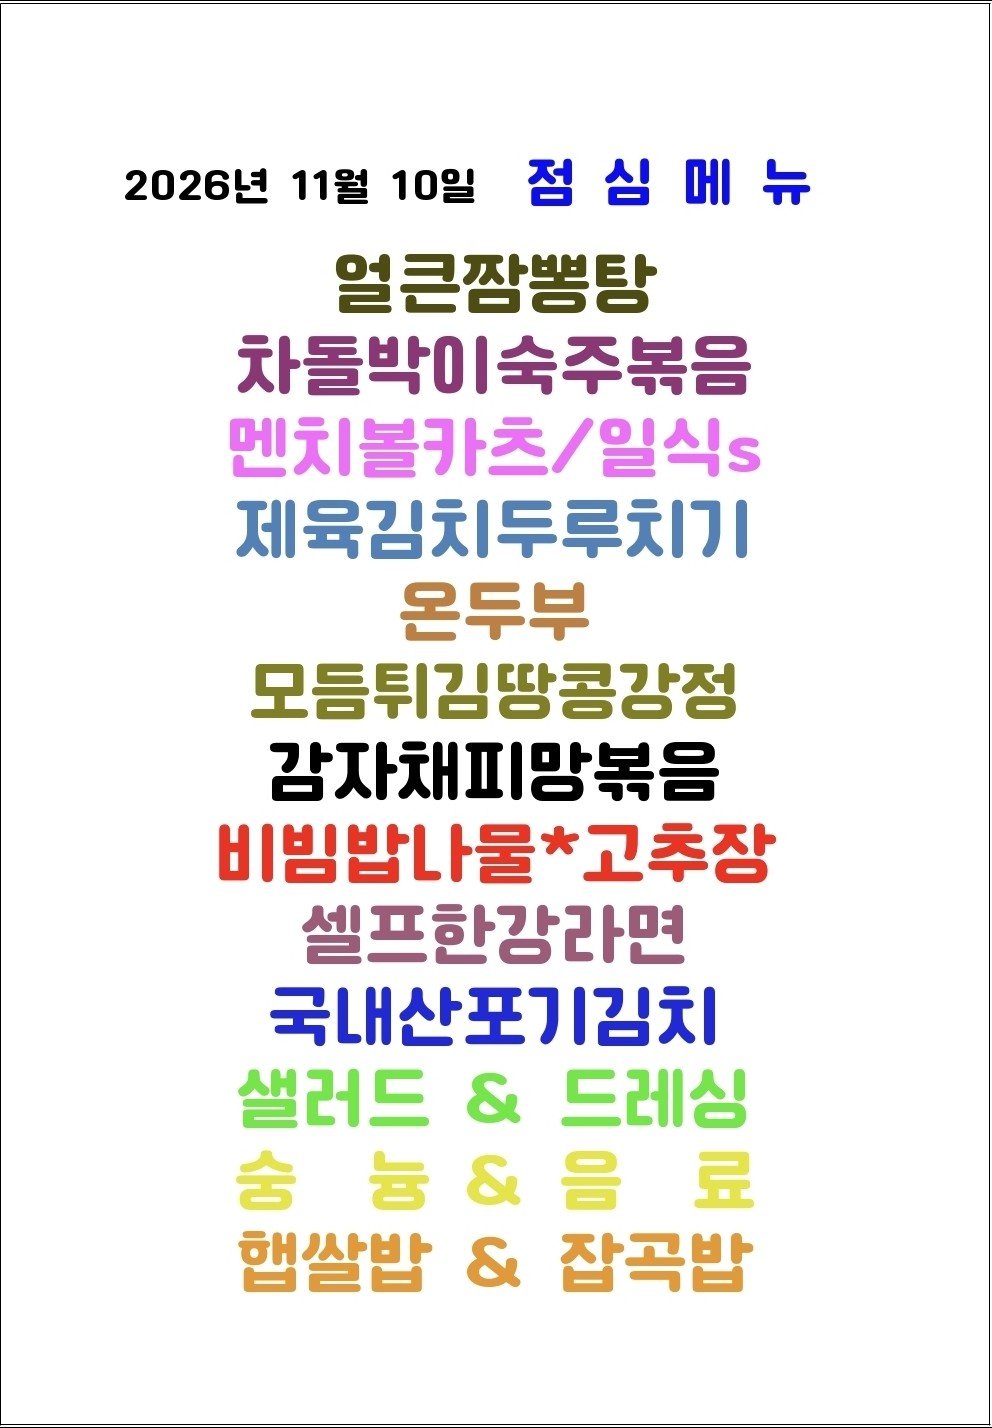 2026년 11월 10일 점 심 메 뉴
얼큰짬뽕탕
차돌박이숙주볶음
멘치볼카츠/일식s
제육김치두루치기
온두부
모듬튀김땅콩강정
감자채피망볶음
비빔밥나물*고추장
셀프한강라면
국내산포기김치
샐러드 & 드레싱
숭 늉 & 음 료
햅쌀밥 & 잡곡밥